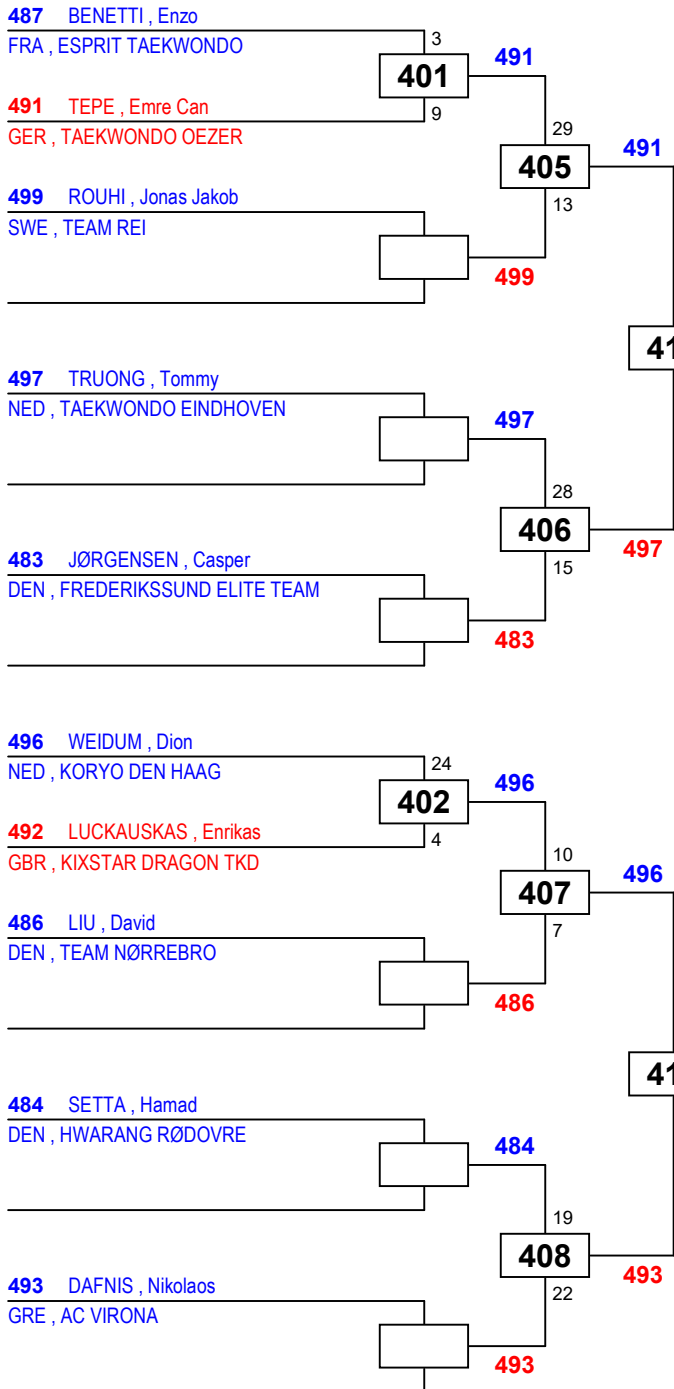 487 BENETTI , Enzo
FRA , ESPRIT TAEKWONDO
3
401
491
9
491 TEPE , Emre Can
GER , TAEKWONDO OEZER
29
405
491
13
499 ROUHI , Jonas Jakob
SWE , TEAM REI
499
41
497 TRUONG , Tommy
NED , TAEKWONDO EINDHOVEN
497
28
406
497
15
483 JØRGENSEN , Casper
DEN , FREDERIKSSUND ELITE TEAM
483
496 WEIDUM , Dion
NED , KORYO DEN HAAG
24
402
496
4
492 LUCKAUSKAS , Enrikas
GBR , KIXSTAR DRAGON TKD
10
407
496
7
486 LIU , David
DEN , TEAM NØRREBRO
486
41
484 SETTA , Hamad
DEN , HWARANG RØDOVRE
484
19
408
493
22
493 DAFNIS , Nikolaos
GRE , AC VIRONA
493